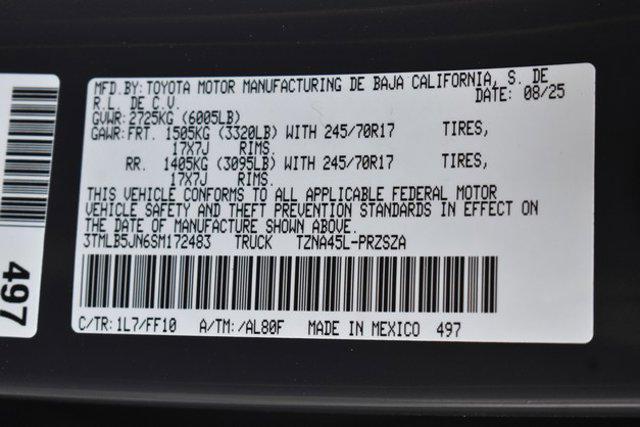 MFD.BY: TOYOTA MOTOR MANUFACTURING DE BAJA CALIFORNIA, S. DE
R.L. DE C.V. DATE: 08/25
GVWR: 2725KG (6005LB)
GAWR: FRT. 1505KG (3320LB) WITH 245/70R17 TIRES,
17X7J RIMS.
RR. 1405KG (3095LB) WITH 245/70R17 TIRES,
17X7J RIMS.
THIS VEHICLE CONFORMS TO ALL APPLICABLE FEDERAL MOTOR
VEHICLE SAFETY AND THEFT PREVENTION STANDARDS IN EFFECT ON
THE DATE OF MANUFACTURE SHOWN ABOVE.
3TMLB5JN6SM172483 TRUCK TZNA45L-PRZSZA
C/TR: 1L7/FF10 A/TM: /AL80F MADE IN MEXICO 497
497